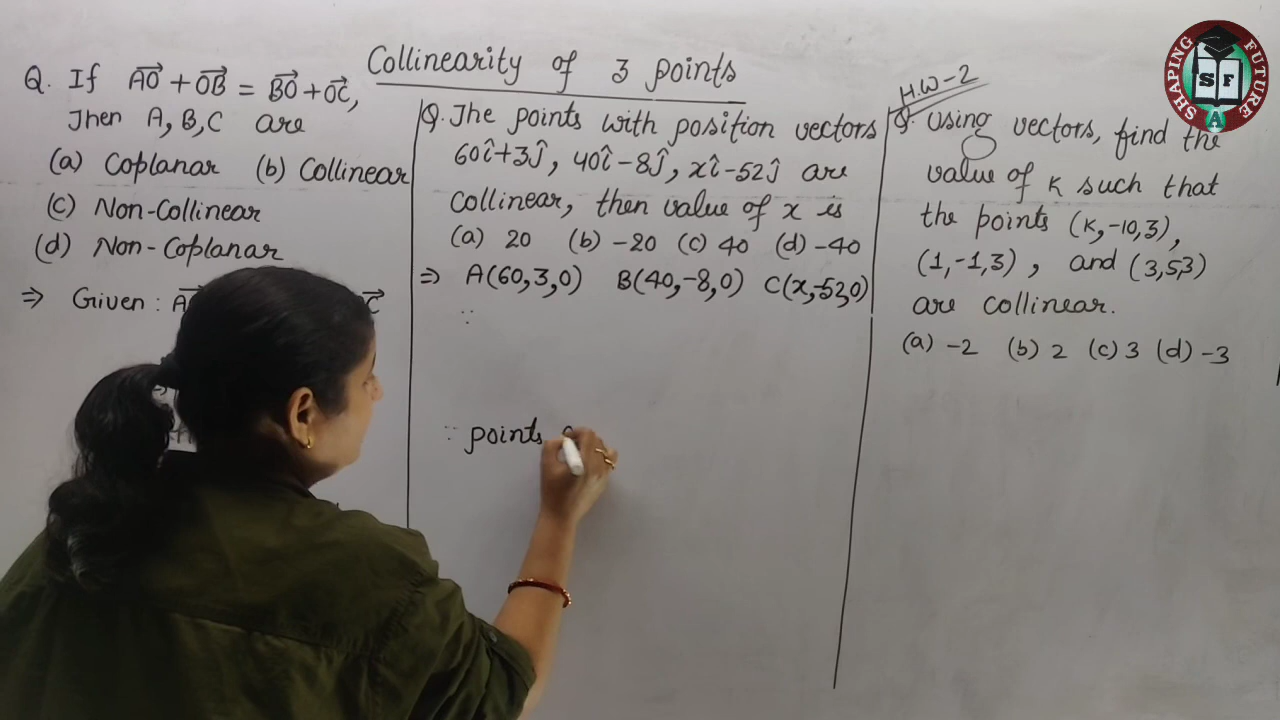 Collinearity of 3 points
Q. If AO + OB = BO + OC,
Then A, B, C are
(a) Coplanar (b) Collinear
(c) Non-Collinear
(d) Non-Coplanar
⇒ Given :
Q. The points with position vectors
60î+3ĵ, 40î-8ĵ, xî-52ĵ are
collinear, then value of x is
(a) 20 (b) -20 (c) 40 (d) -40
⇒ A(60,3,0) B(40,-8,0) C(x,-52,0)
∵
∵ points
H.W-2
Q. Using vectors, find the
value of K such that
the points (K,-10,3),
(1,-1,3), and (3,5,3)
are collinear.
(a) -2 (b) 2 (c) 3 (d) -3
SHAPING FUTURE
S F
A